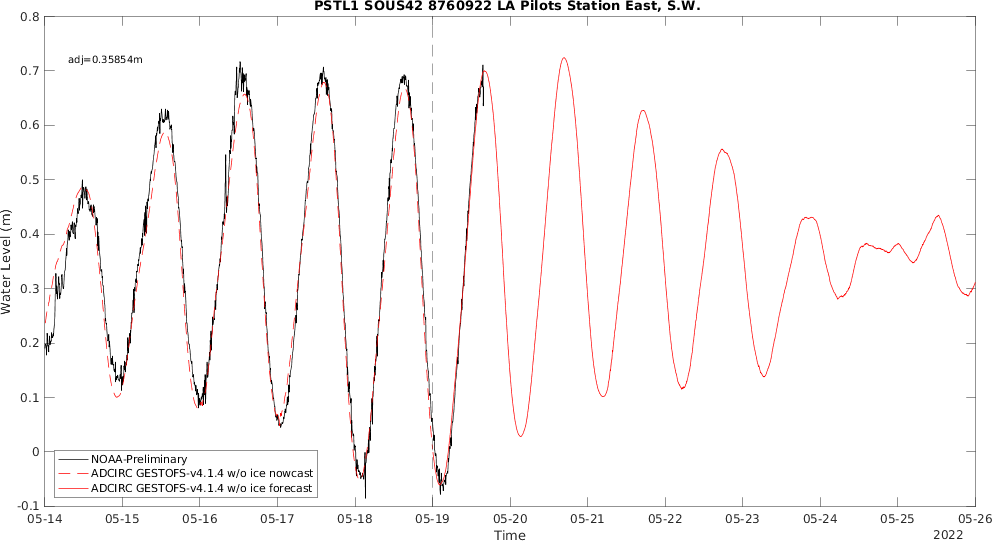 PSTL1 SOUS42 8760922 LA Pilots Station East, S.W.
adj=0.35854m
Water Level (m)
0.8
0.7
0.6
0.5
0.4
0.3
0.2
0.1
0
-0.1
NOAA-Preliminary
ADCIRC GESTOFS-v4.1.4 w/o ice nowcast
ADCIRC GESTOFS-v4.1.4 w/o ice forecast
05-14 05-15 05-16 05-17 05-18 05-19 05-20 05-21 05-22 05-23 05-24 05-25 05-26
Time
2022